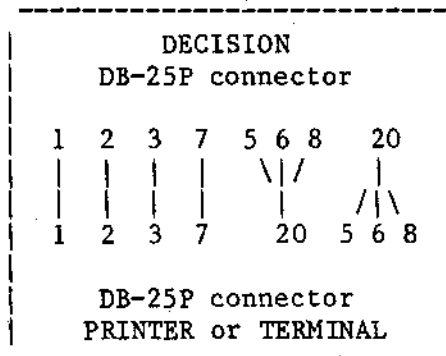 DECISION
DB-25P connector
1 2 3 7 5 6 8 20
1 2 3 7 20 5 6 8
DB-25P connector
PRINTER or TERMINAL